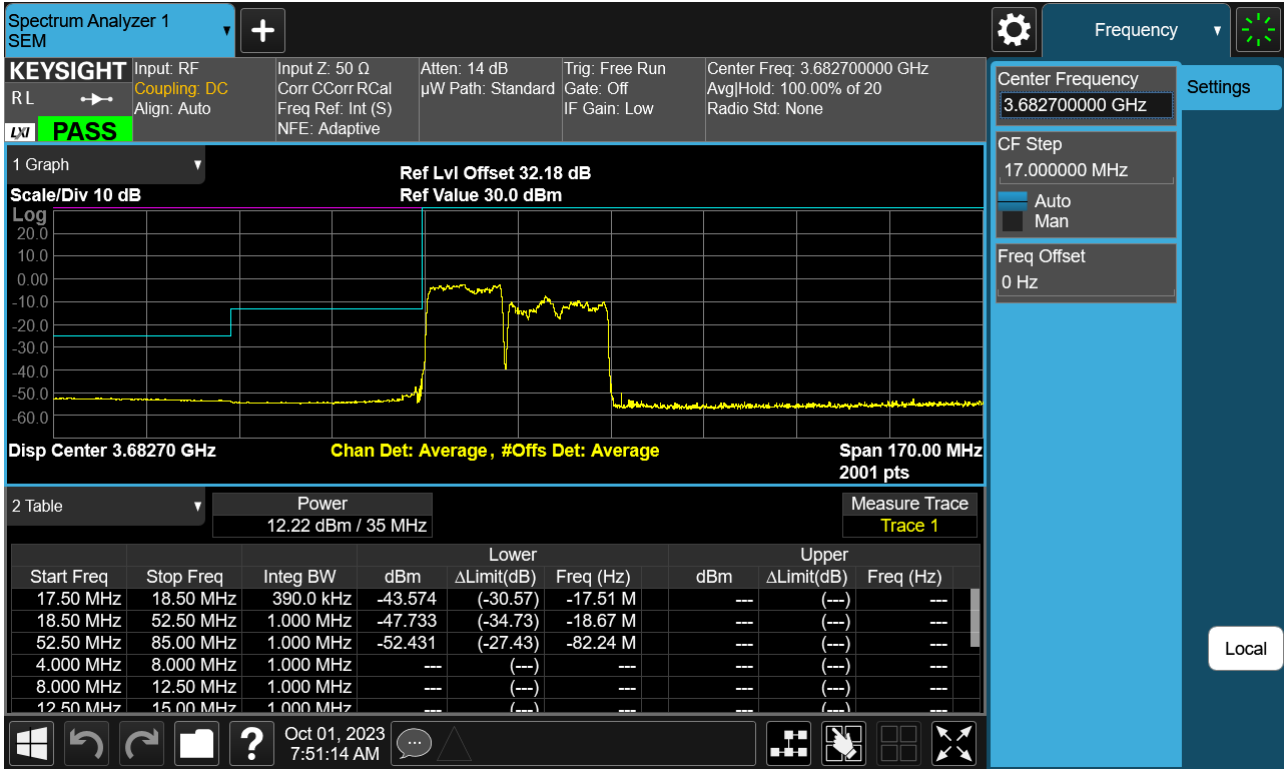 Spectrum Analyzer 1
SEM
▼
+
Frequency
▼
KEYSIGHT
RL
LXI
PASS
Input: RF
Coupling: DC
Align: Auto
Input Z: 50 Ω
Corr CCorr RCal
Freq Ref: Int (S)
NFE: Adaptive
Atten: 14 dB
µW Path: Standard
Trig: Free Run
Gate: Off
IF Gain: Low
Center Freq: 3.682700000 GHz
Avg|Hold: 100.00% of 20
Radio Std: None
Center Frequency
3.682700000 GHz
Settings
CF Step
17.000000 MHz
Auto
Man
Freq Offset
0 Hz
Local
1 Graph ▼
Scale/Div 10 dB
Ref Lvl Offset 32.18 dB
Ref Value 30.0 dBm
Log
20.0
10.0
0.00
-10.0
-20.0
-30.0
-40.0
-50.0
-60.0
Disp Center 3.68270 GHz
Chan Det: Average, #Offs Det: Average
Span 170.00 MHz
2001 pts
2 Table ▼
Power
12.22 dBm / 35 MHz
Measure Trace
Trace 1
Lower Upper
Start Freq Stop Freq Integ BW dBm ΔLimit(dB) Freq (Hz) dBm ΔLimit(dB) Freq (Hz)
17.50 MHz 18.50 MHz 390.0 kHz -43.574 (-30.57) -17.51 M --- (---) ---
18.50 MHz 52.50 MHz 1.000 MHz -47.733 (-34.73) -18.67 M --- (---) ---
52.50 MHz 85.00 MHz 1.000 MHz -52.431 (-27.43) -82.24 M --- (---) ---
4.000 MHz 8.000 MHz 1.000 MHz --- (---) --- --- (---) ---
8.000 MHz 12.50 MHz 1.000 MHz --- (---) --- --- (---) ---
12.50 MHz 15.00 MHz 1.000 MHz --- (---) --- --- (---) ---
?
Oct 01, 2023
7:51:14 AM